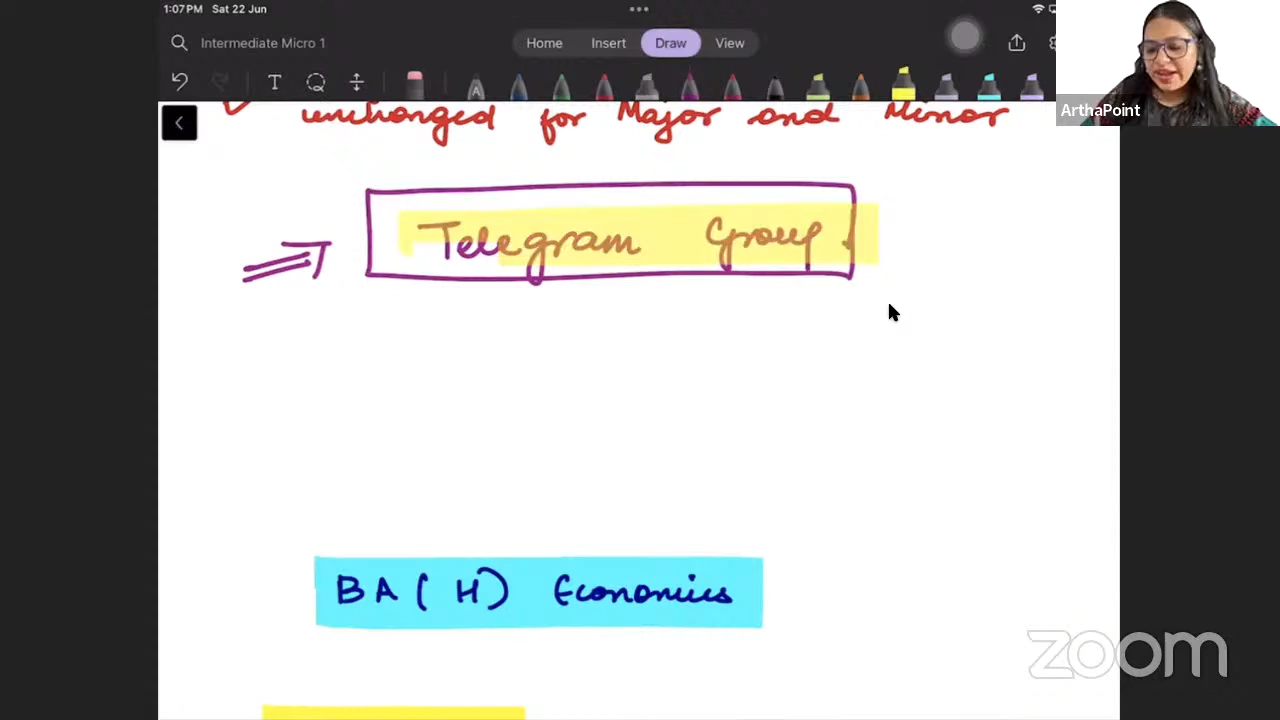 1:07 PM Sat 22 Jun
Intermediate Micro 1
Home Insert Draw View
ArthaPoint
unchanged for Major and Minor
Telegram Group
BA (H) Economics
zoom